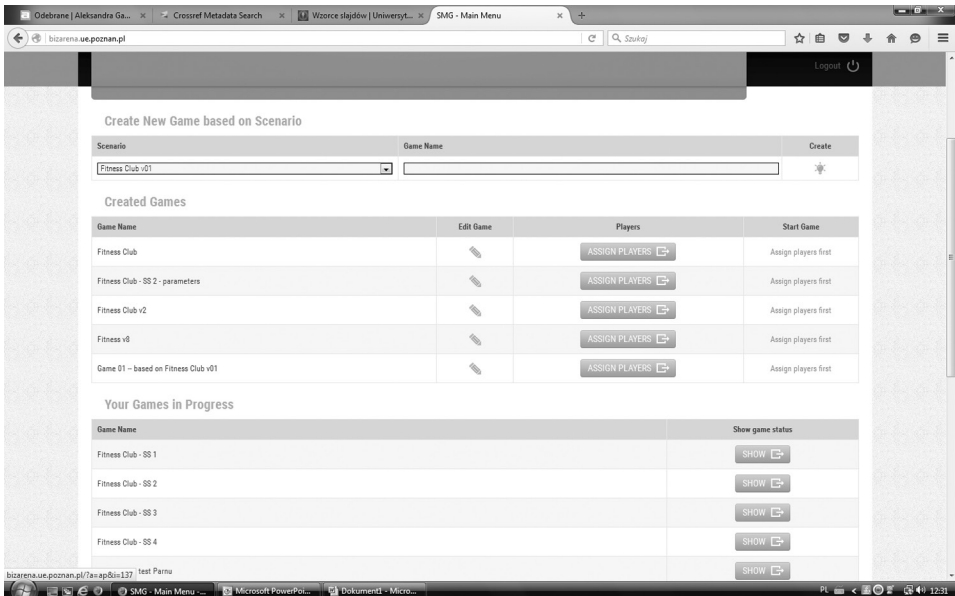 Odebrane | Aleksandra Ga... × Crossref Metadata Search × Wzorce slajdów | Uniwersyt... × SMG - Main Menu × +
bizarena.ue.poznan.pl Szukaj
Logout
Create New Game based on Scenario
Scenario Game Name Create
Fitness Club v01
Created Games
Game Name Edit Game Players Start Game
Fitness Club ASSIGN PLAYERS Assign players first
Fitness Club - SS 2 - parameters ASSIGN PLAYERS Assign players first
Fitness Club v2 ASSIGN PLAYERS Assign players first
Fitness v8 ASSIGN PLAYERS Assign players first
Game 01 – based on Fitness Club v01 ASSIGN PLAYERS Assign players first
Your Games in Progress
Game Name Show game status
Fitness Club - SS 1 SHOW
Fitness Club - SS 2 SHOW
Fitness Club - SS 3 SHOW
Fitness Club - SS 4 SHOW
test Parnu SHOW
bizarena.ue.poznan.pl/?a=ap&i=137
SMG - Main Menu -... Microsoft PowerPoi... Dokument1 - Micro... PL 12:31